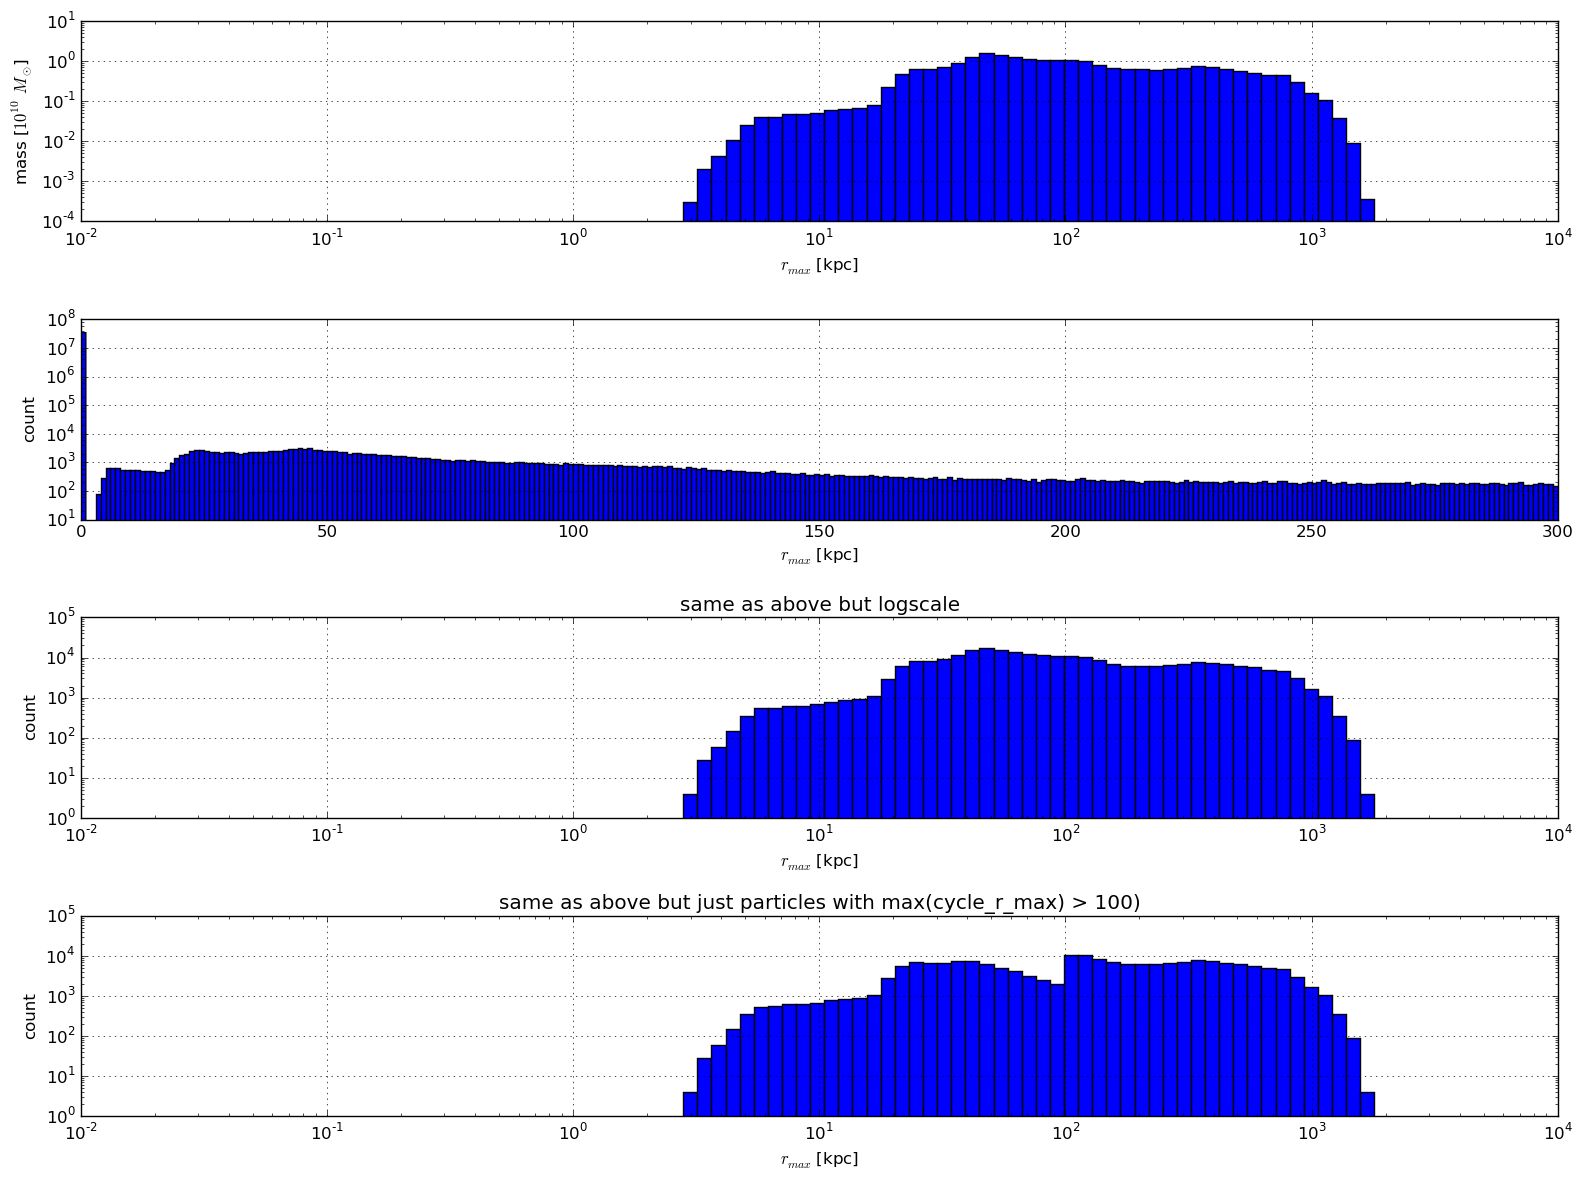 10^1
10^0
10^-1
10^-2
10^-3
10^-4
mass [10^10 M_⊙]
10^-2 10^-1 10^0 10^1 10^2 10^3 10^4
r_max [kpc]
10^8
10^7
10^6
10^5
10^4
10^3
10^2
10^1
count
0 50 100 150 200 250 300
r_max [kpc]
same as above but logscale
10^5
10^4
10^3
10^2
10^1
10^0
count
10^-2 10^-1 10^0 10^1 10^2 10^3 10^4
r_max [kpc]
same as above but just particles with max(cycle_r_max) > 100)
10^5
10^4
10^3
10^2
10^1
10^0
count
10^-2 10^-1 10^0 10^1 10^2 10^3 10^4
r_max [kpc]